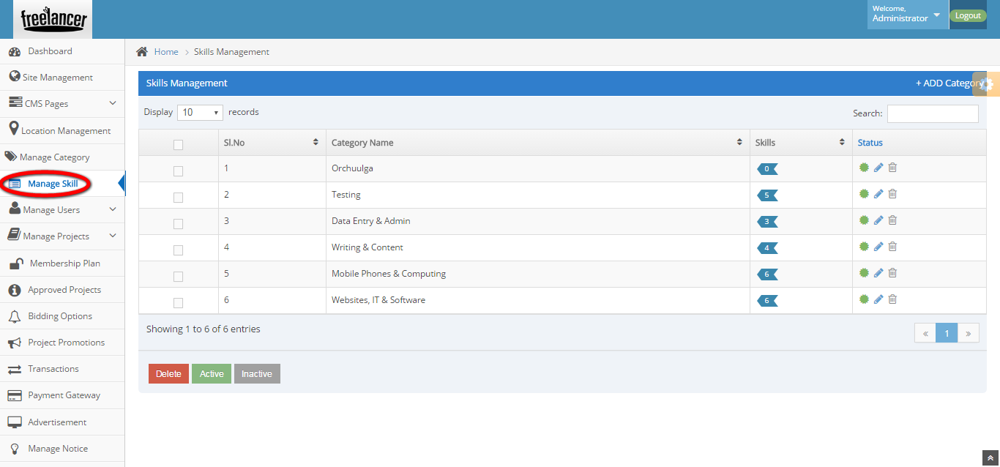 freelancer
Welcome,
Administrator
Logout
Dashboard
Site Management
CMS Pages
Location Management
Manage Category
Manage Skill
Manage Users
Manage Projects
Membership Plan
Approved Projects
Bidding Options
Project Promotions
Transactions
Payment Gateway
Advertisement
Manage Notice
Home > Skills Management
Skills Management
+ ADD Category
Display 10 records
Search:
Sl.No Category Name Skills Status
1 Orchuulga 0
2 Testing 5
3 Data Entry & Admin 3
4 Writing & Content 4
5 Mobile Phones & Computing 6
6 Websites, IT & Software 6
Showing 1 to 6 of 6 entries
« 1 »
Delete Active Inactive